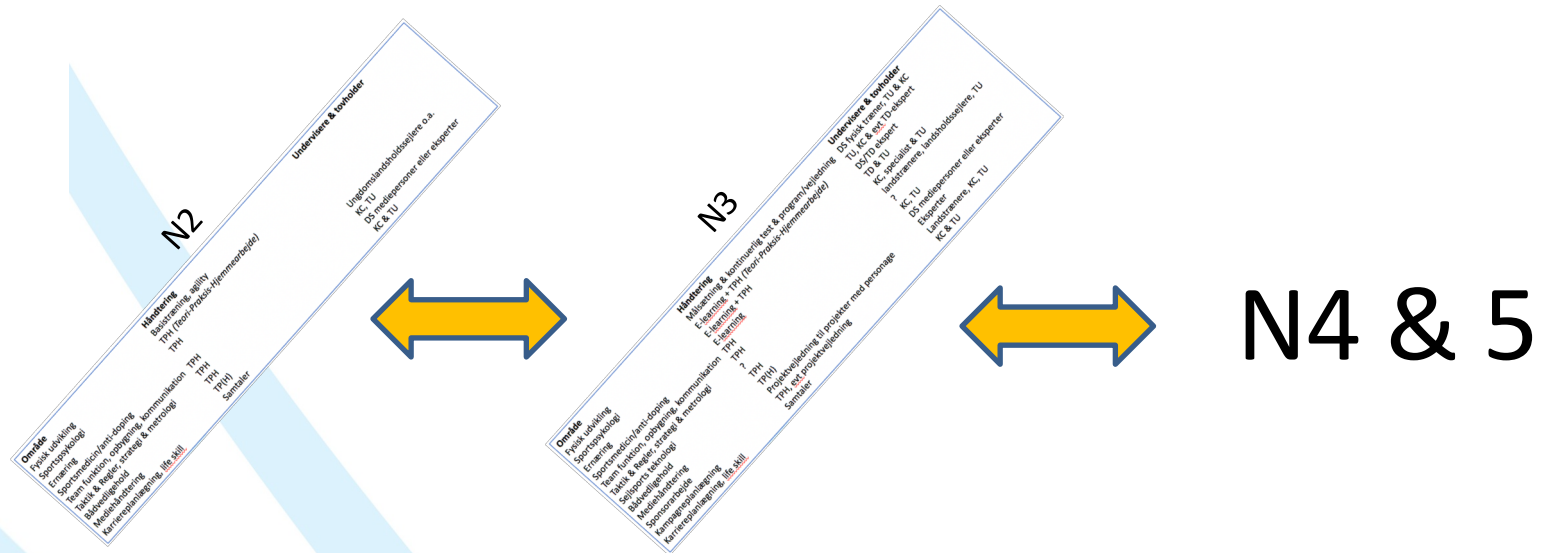 N2
Område Håndtering Undervisere & tovholder
Fysisk udvikling Basistræning, agility
Sportspsykologi TPH (Teori-Praksis-Hjemmearbejde)
Ernæring TPH
Sportsmedicin/anti-doping
Team funktion, opbygning, kommunikation TPH
Taktik & Regler, strategi & metrologi TPH Ungdomslandsholdssejlere o.a.
Bådvedligehold TPH KC, TU
Mediehåndtering TP(H) DS mediepersoner eller eksperter
Karriereplanlægning, life skill Samtaler KC & TU
N3
Område Håndtering Undervisere & tovholder
Fysisk udvikling Målsætning & kontinuerlig test & program/vejledning DS fysisk træner, TU & KC
Sportspsykologi E-learning + TPH (Teori-Praksis-Hjemmearbejde) TU, KC & evt TD-ekspert
Ernæring E-learning + TPH DS/TD ekspert
Sportsmedicin/anti-doping E-learning TD & TU
Team funktion, opbygning, kommunikation TPH KC, specialist & TU
Taktik & Regler, strategi & metrologi TPH landstrænere, landsholdssejlere, TU
Sejlsports teknologi ? ?
Bådvedligehold TPH KC, TU
Mediehåndtering TP(H) DS mediepersoner eller eksperter
Sponsorarbejde Projektvejledning til projekter med personage Eksperter
Kampagneplanlægning TPH, evt projektvejledning Landstrænere, KC, TU
Karriereplanlægning, life skill Samtaler KC & TU
N4 & 5